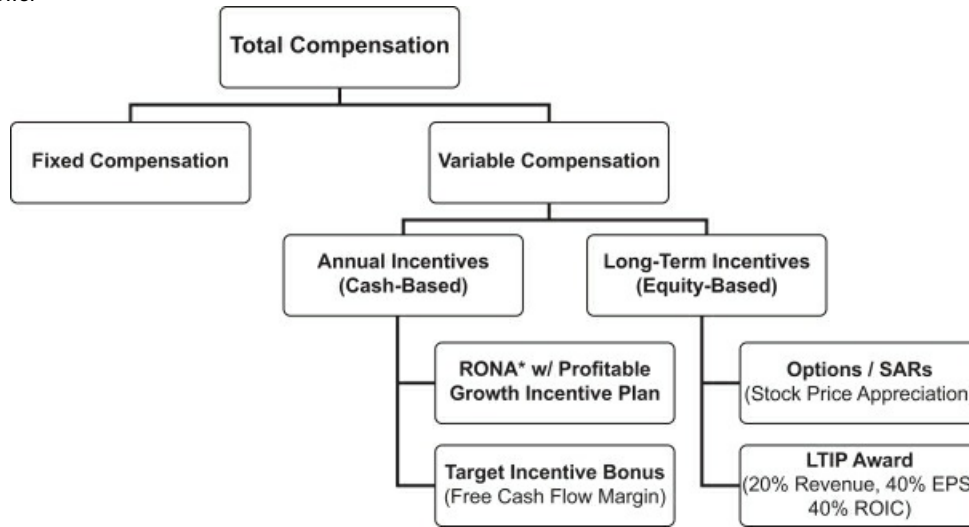 Total Compensation
Fixed Compensation
Variable Compensation
Annual Incentives
(Cash-Based)
Long-Term Incentives
(Equity-Based)
RONA* w/ Profitable
Growth Incentive Plan
Options / SARs
(Stock Price Appreciation
Target Incentive Bonus
(Free Cash Flow Margin)
LTIP Award
(20% Revenue, 40% EPS
40% ROIC)